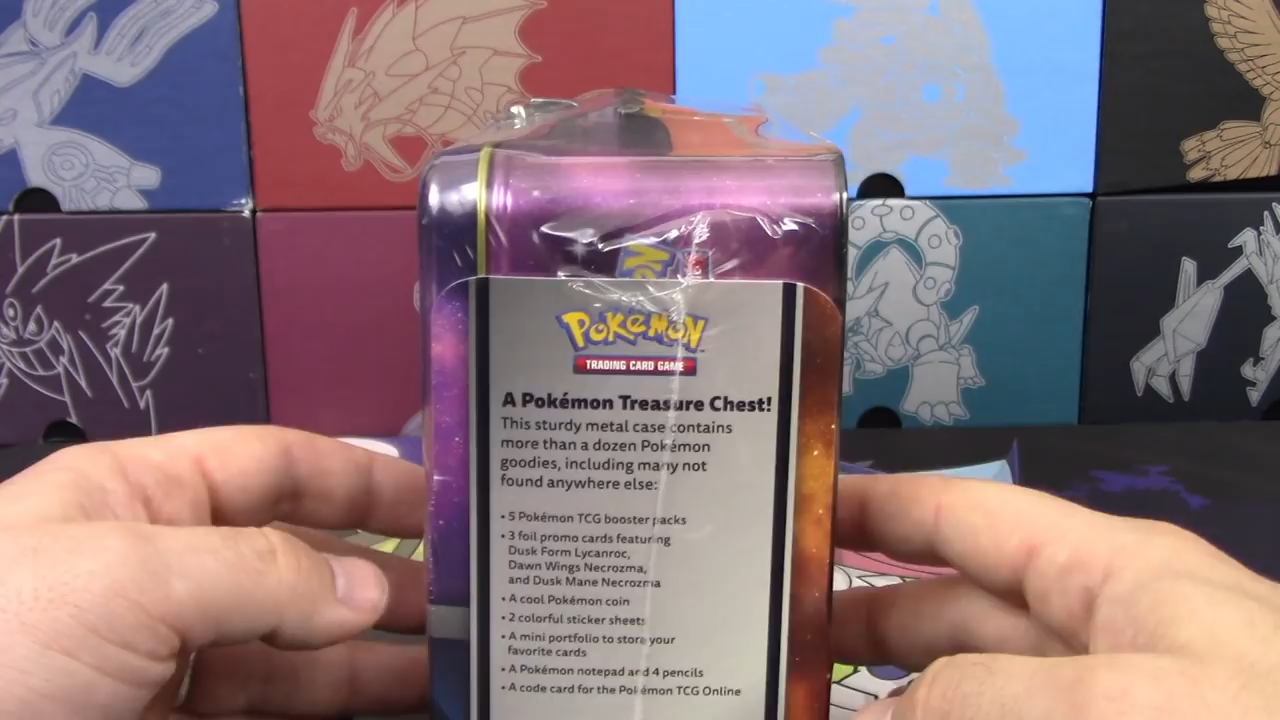 POKéMON
TRADING CARD GAME
A Pokémon Treasure Chest!
This sturdy metal case contains
more than a dozen Pokémon
goodies, including many not
found anywhere else:
• 5 Pokémon TCG booster packs
• 3 foil promo cards featuring
Dusk Form Lycanroc,
Dawn Wings Necrozma,
and Dusk Mane Necrozma
• A cool Pokémon coin
• 2 colorful sticker sheets
• A mini portfolio to store your
favorite cards
• A Pokémon notepad and 4 pencils
• A code card for the Pokémon TCG Online